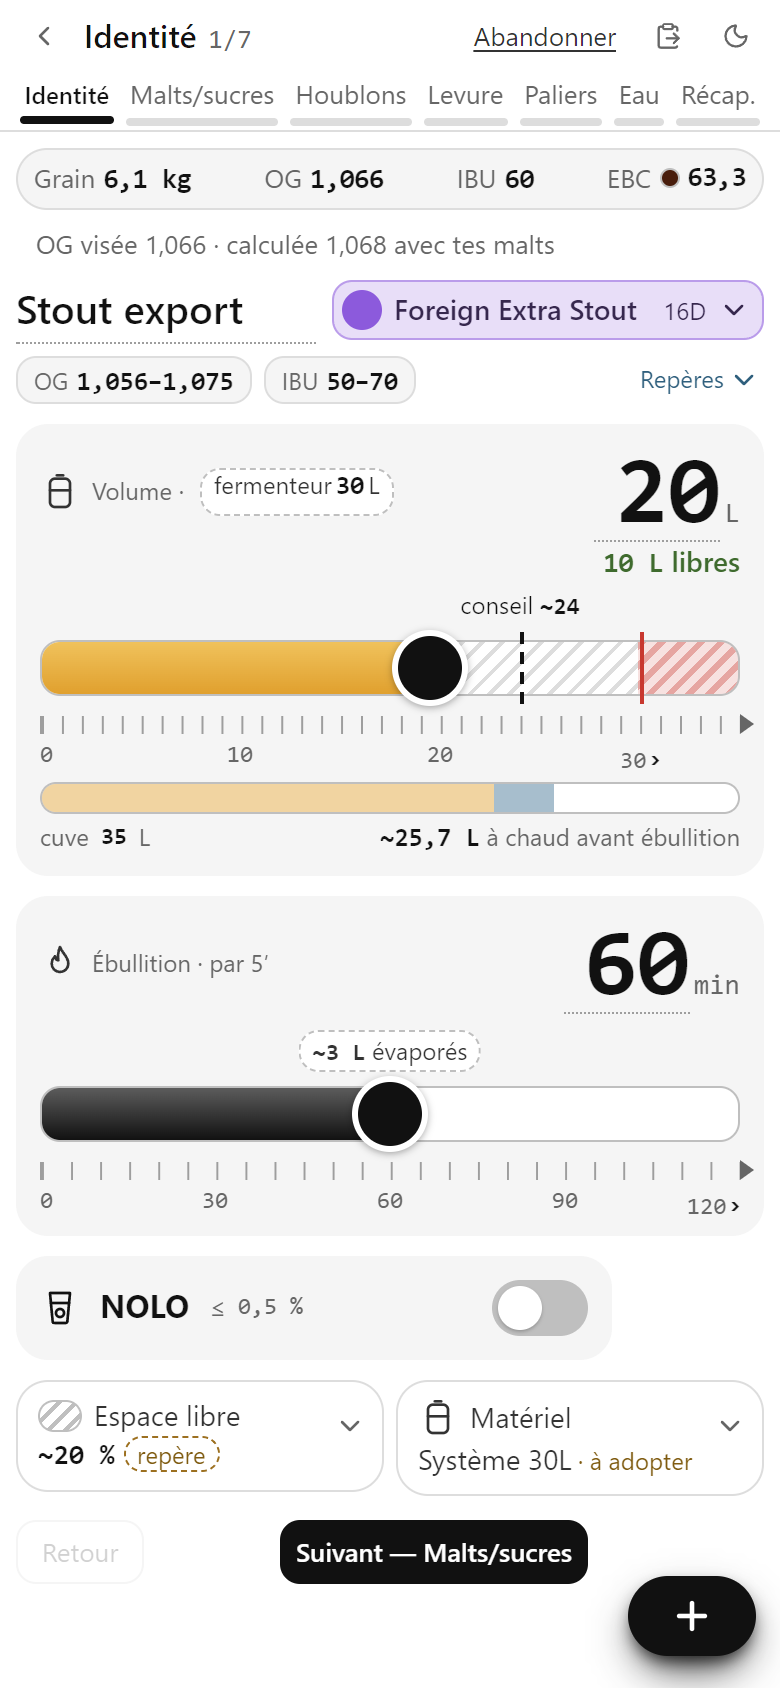 Identité 1/7 Abandonner
Identité Malts/sucres Houblons Levure Paliers Eau Récap.
Grain 6,1 kg OG 1,066 IBU 60 EBC 63,3
OG visée 1,066 · calculée 1,068 avec tes malts
Stout export Foreign Extra Stout 16D
OG 1,056–1,075 IBU 50–70 Repères
Volume · fermenteur 30 L 20 L
10 L libres
conseil ~24
0 10 20 30 ›
cuve 35 L ~25,7 L à chaud avant ébullition
Ébullition · par 5′ 60 min
~3 L évaporés
0 30 60 90 120 ›
NOLO ≤ 0,5 %
Espace libre
~20 % repère
Matériel
Système 30L · à adopter
Retour Suivant — Malts/sucres
+